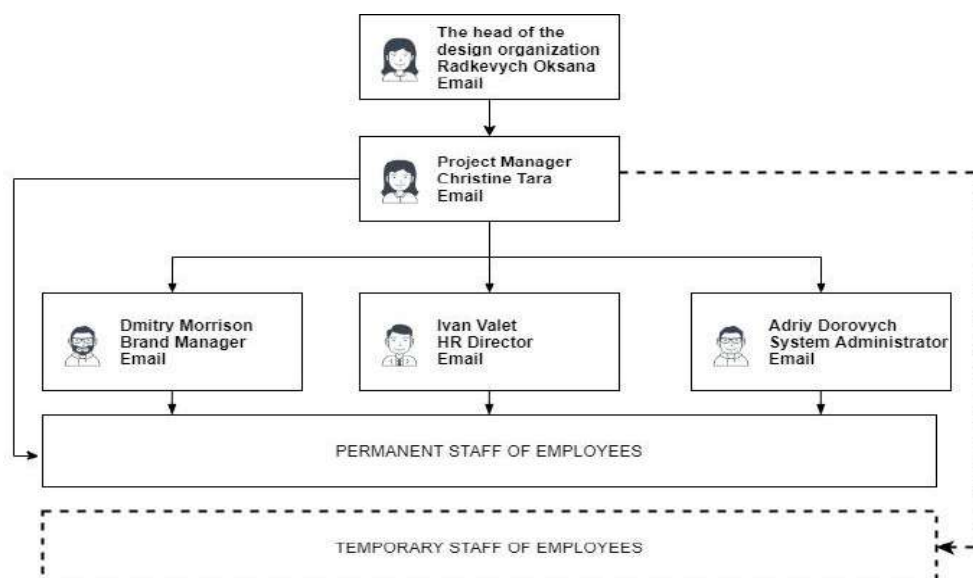 The head of the
design organization
Radkevych Oksana
Email
Project Manager
Christine Tara
Email
Dmitry Morrison
Brand Manager
Email
Ivan Valet
HR Director
Email
Adriy Dorovych
System Administrator
Email
PERMANENT STAFF OF EMPLOYEES
TEMPORARY STAFF OF EMPLOYEES